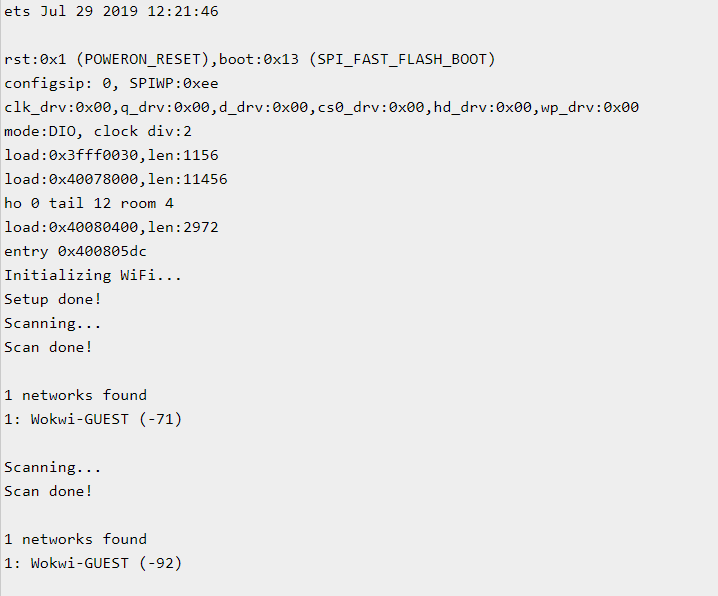 ets Jul 29 2019 12:21:46
rst:0x1 (POWERON_RESET),boot:0x13 (SPI_FAST_FLASH_BOOT)
configsip: 0, SPIWP:0xee
clk_drv:0x00,q_drv:0x00,d_drv:0x00,cs0_drv:0x00,hd_drv:0x00,wp_drv:0x00
mode:DIO, clock div:2
load:0x3fff0030,len:1156
load:0x40078000,len:11456
ho 0 tail 12 room 4
load:0x40080400,len:2972
entry 0x400805dc
Initializing WiFi...
Setup done!
Scanning...
Scan done!
1 networks found
1: Wokwi-GUEST (-71)
Scanning...
Scan done!
1 networks found
1: Wokwi-GUEST (-92)